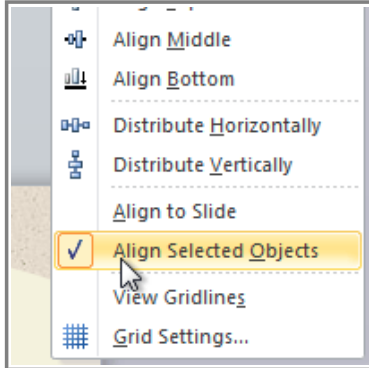 Align Middle
Align Bottom
Distribute Horizontally
Distribute Vertically
Align to Slide
Align Selected Objects
View Gridlines
Grid Settings...